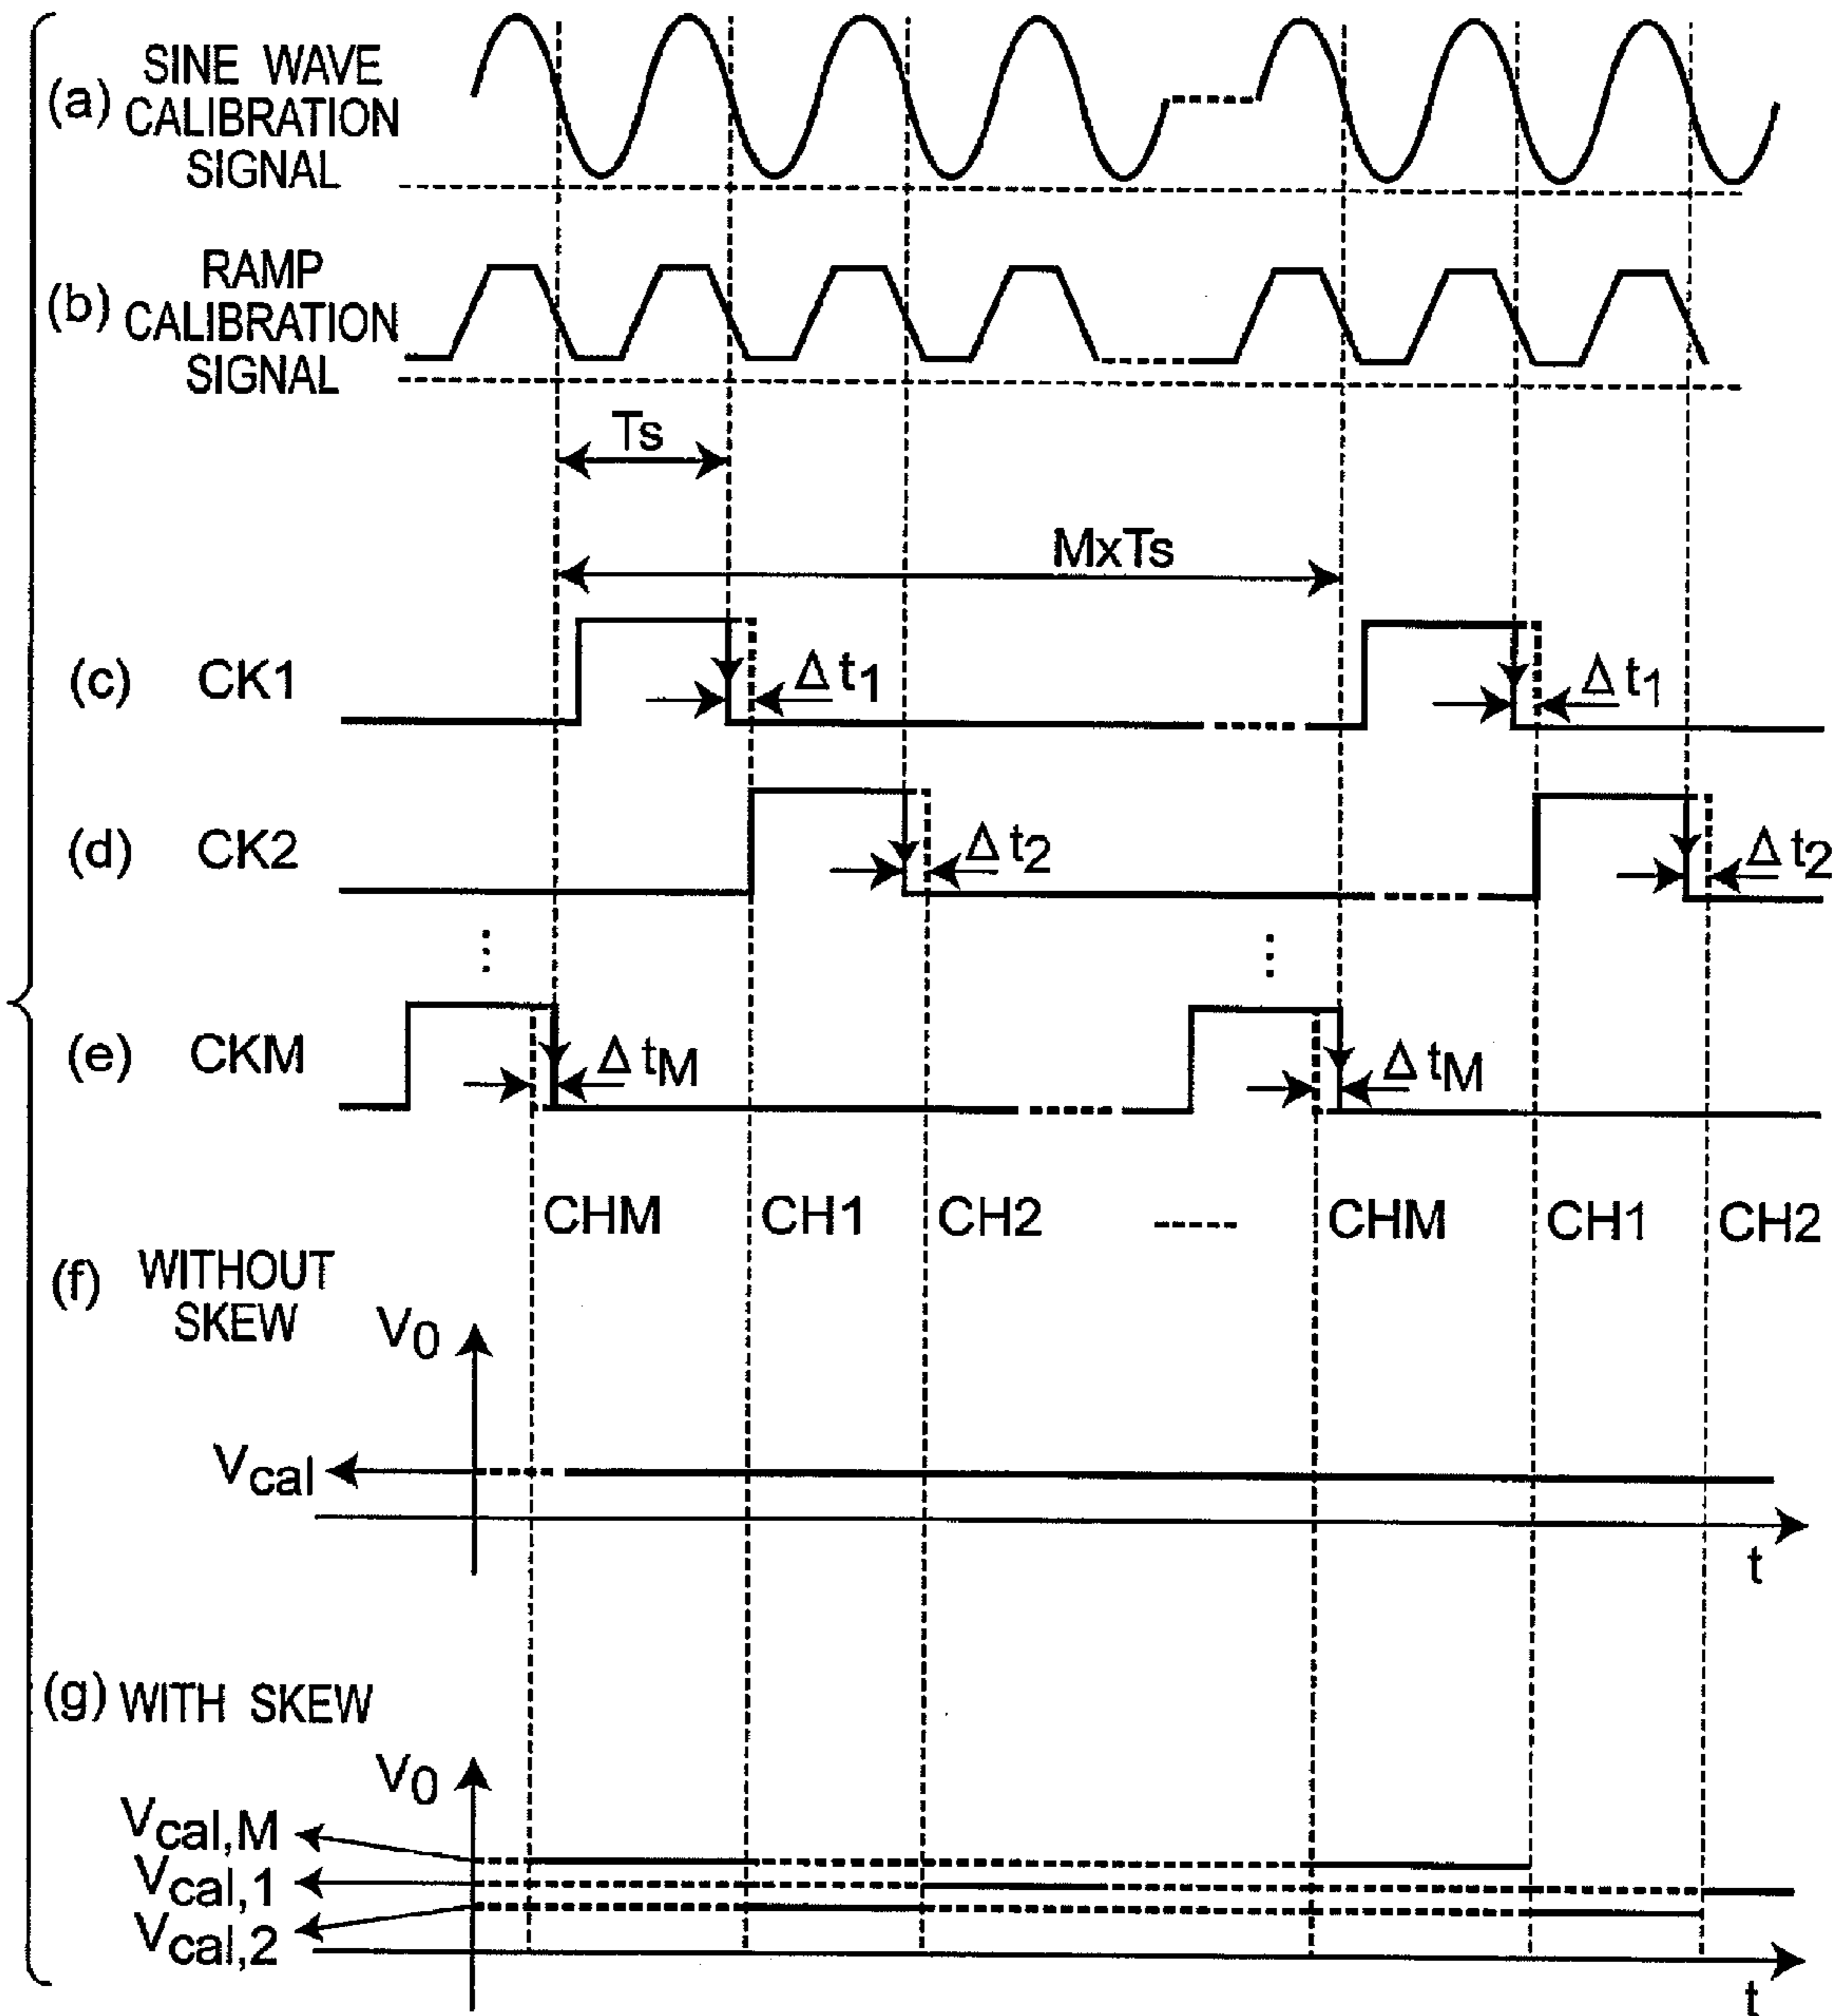 (a) SINE WAVE
CALIBRATION
SIGNAL
(b) RAMP
CALIBRATION
SIGNAL
Ts
MxTs
(c) CK1
Δt1
Δt1
(d) CK2
Δt2
Δt2
(e) CKM
ΔtM
ΔtM
CHM CH1 CH2 CHM CH1 CH2
(f) WITHOUT
SKEW
V0
Vcal
t
(g) WITH SKEW
V0
Vcal,M
Vcal,1
Vcal,2
t